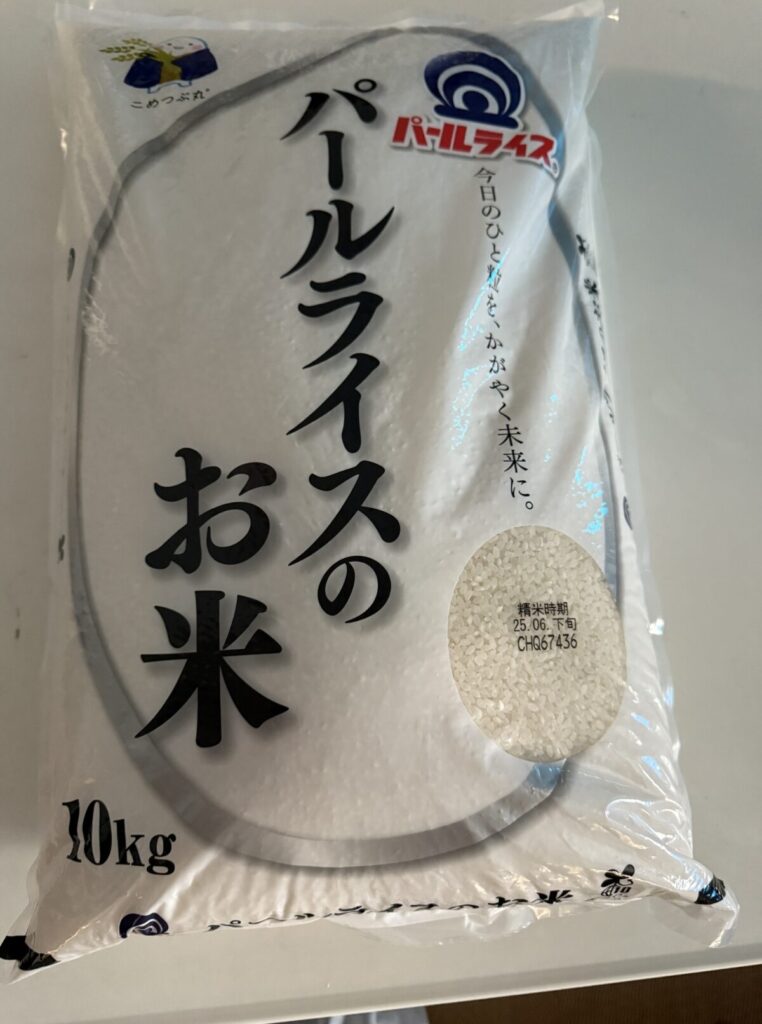 こめつぶ丸
パールライス
パールライスの
お米
今日のひと粒を、かがやく未来に。
精米時期
25.06.下旬
CHQ67436
10kg
パールライスのお米